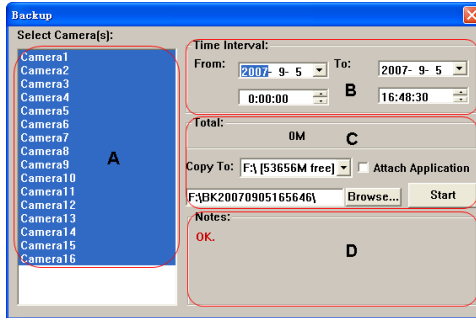 Backup
Select Camera(s):
Camera1
Camera2
Camera3
Camera4
Camera5
Camera6
Camera7
Camera8
Camera9
Camera10
Camera11
Camera12
Camera13
Camera14
Camera15
Camera16
A
Time Interval:
From: 2007- 9- 5 To: 2007- 9- 5
0:00:00 B 16:48:30
Total:
0M C
Copy To: F:\ [53656M free] Attach Application
F:\BK20070905165646\ Browse... Start
Notes:
OK.
D